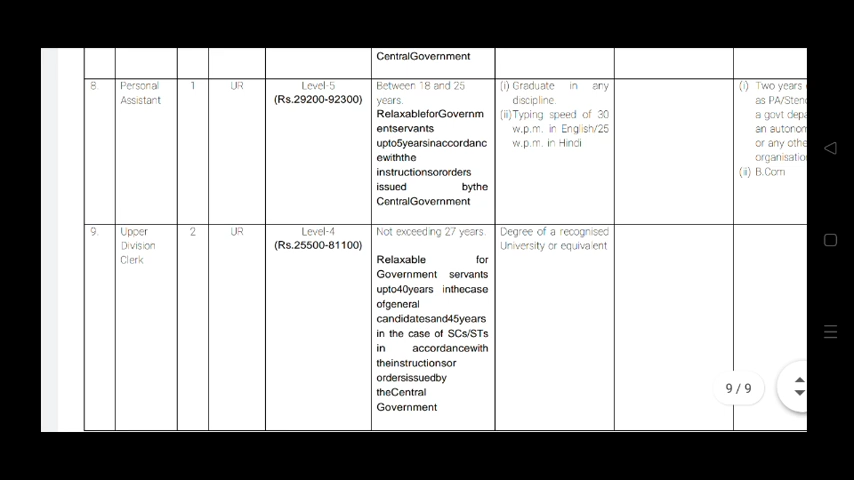 CentralGovernment
8. Personal Assistant 1 UR Level-5 Between 18 and 25
(Rs.29200-92300) years.
RelaxableforGovernm
entservants
upto5yearsinaccordanc
ewiththe
instructionsororders
issued bythe
CentralGovernment
(i) Graduate in any
discipline.
(ii)Typing speed of 30
w.p.m. in English/25
w.p.m. in Hindi
(i) Two years
as PA/Steno
a govt depa
an autonom
or any othe
organisation
(ii) B.Com
9. Upper
Division
Clerk
2
UR
Level-4
(Rs.25500-81100)
Not exceeding 27 years.
Relaxable for
Government servants
upto40years inthecase
ofgeneral
candidatesand45years
in the case of SCs/STs
in accordancewith
theinstructionsor
ordersissuedby
theCentral
Government
Degree of a recognised
University or equivalent
9/9